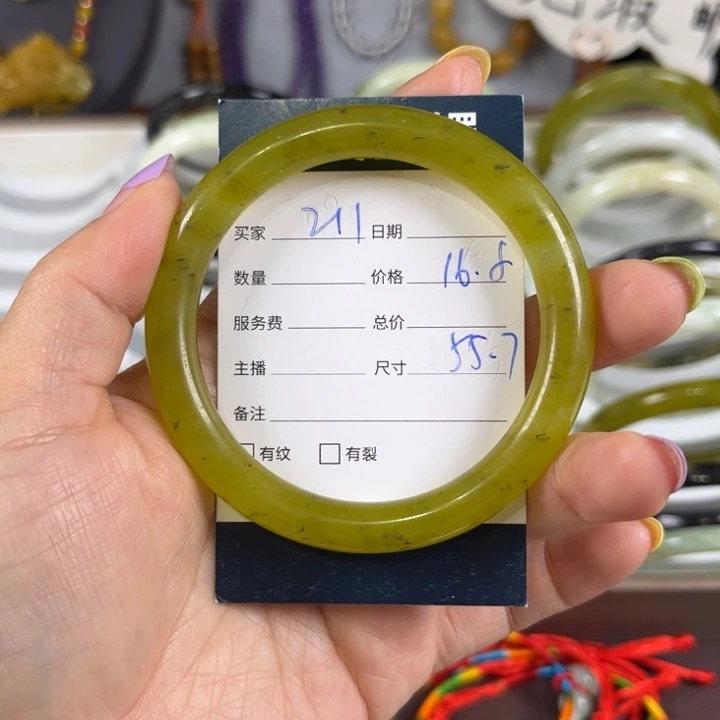 买家 211 日期
数量 价格 16.8
服务费 总价
主播 尺寸 55.7
备注
有纹 有裂